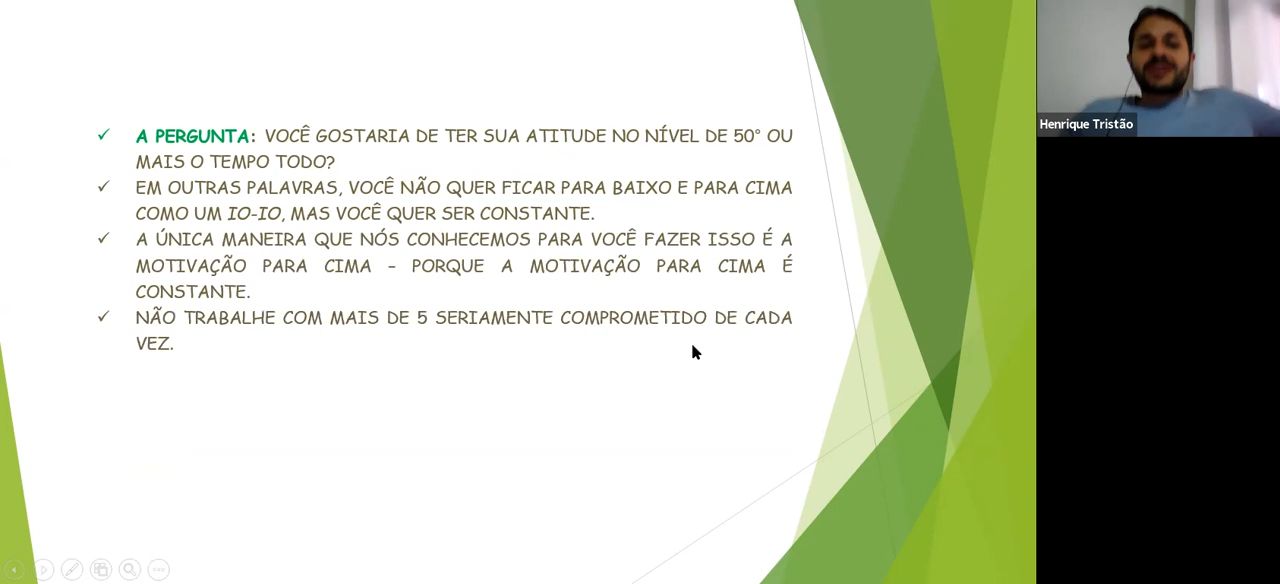 A PERGUNTA: VOCÊ GOSTARIA DE TER SUA ATITUDE NO NÍVEL DE 50° OU
MAIS O TEMPO TODO?
EM OUTRAS PALAVRAS, VOCÊ NÃO QUER FICAR PARA BAIXO E PARA CIMA
COMO UM IO-IO, MAS VOCÊ QUER SER CONSTANTE.
A ÚNICA MANEIRA QUE NÓS CONHECEMOS PARA VOCÊ FAZER ISSO É A
MOTIVAÇÃO PARA CIMA – PORQUE A MOTIVAÇÃO PARA CIMA É
CONSTANTE.
NÃO TRABALHE COM MAIS DE 5 SERIAMENTE COMPROMETIDO DE CADA
VEZ.
Henrique Tristão